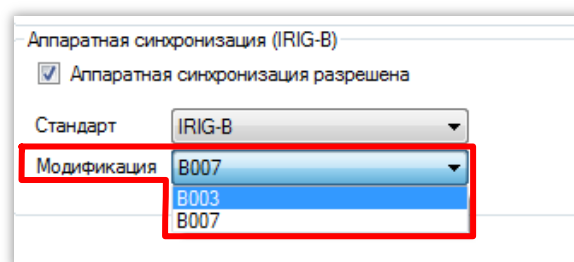 Аппаратная синхронизация (IRIG-B)
Аппаратная синхронизация разрешена
Стандарт IRIG-B
Модификация B007
B003
B007